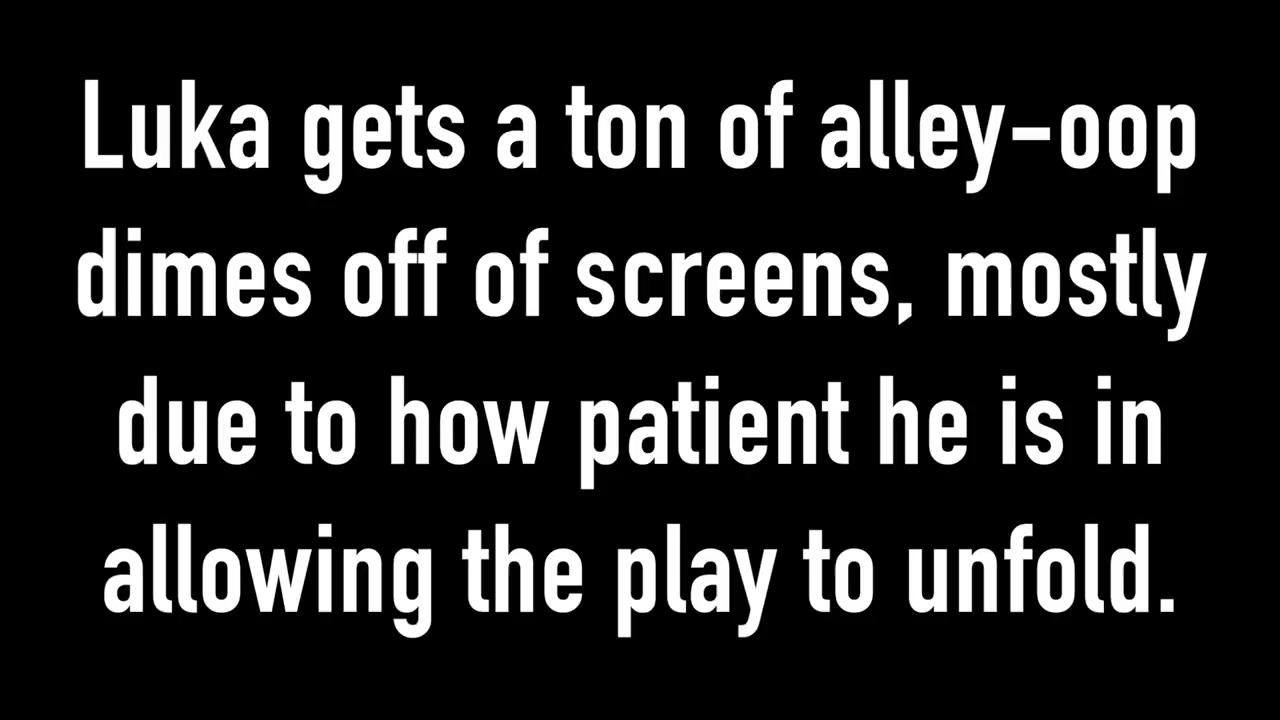 Luka gets a ton of alley-oop
dimes off of screens, mostly
due to how patient he is in
allowing the play to unfold.